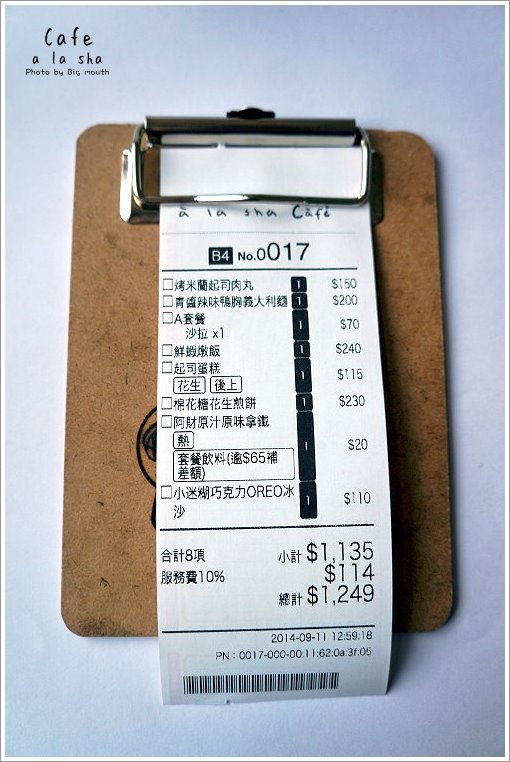 Cafe
a la sha
Photo by Big mouth
à la sha Café
B4 No.0017
□烤米蘭起司肉丸 1 $150
□青醬辣味鴨胸義大利麵 1 $200
□A套餐 1 $70
沙拉 x1
□鮮蝦燉飯 1 $240
□起司蛋糕 1 $115
花生 後上
□棉花糖花生煎餅 1 $230
□阿財原汁原味拿鐵 1 $20
熱
套餐飲料(逾$65補
差額)
□小迷糊巧克力OREO冰 1 $110
沙
合計8項 小計 $1,135
服務費10% $114
總計 $1,249
2014-09-11 12:59:18
PN：0017-000-00:11:62:0a:3f:05